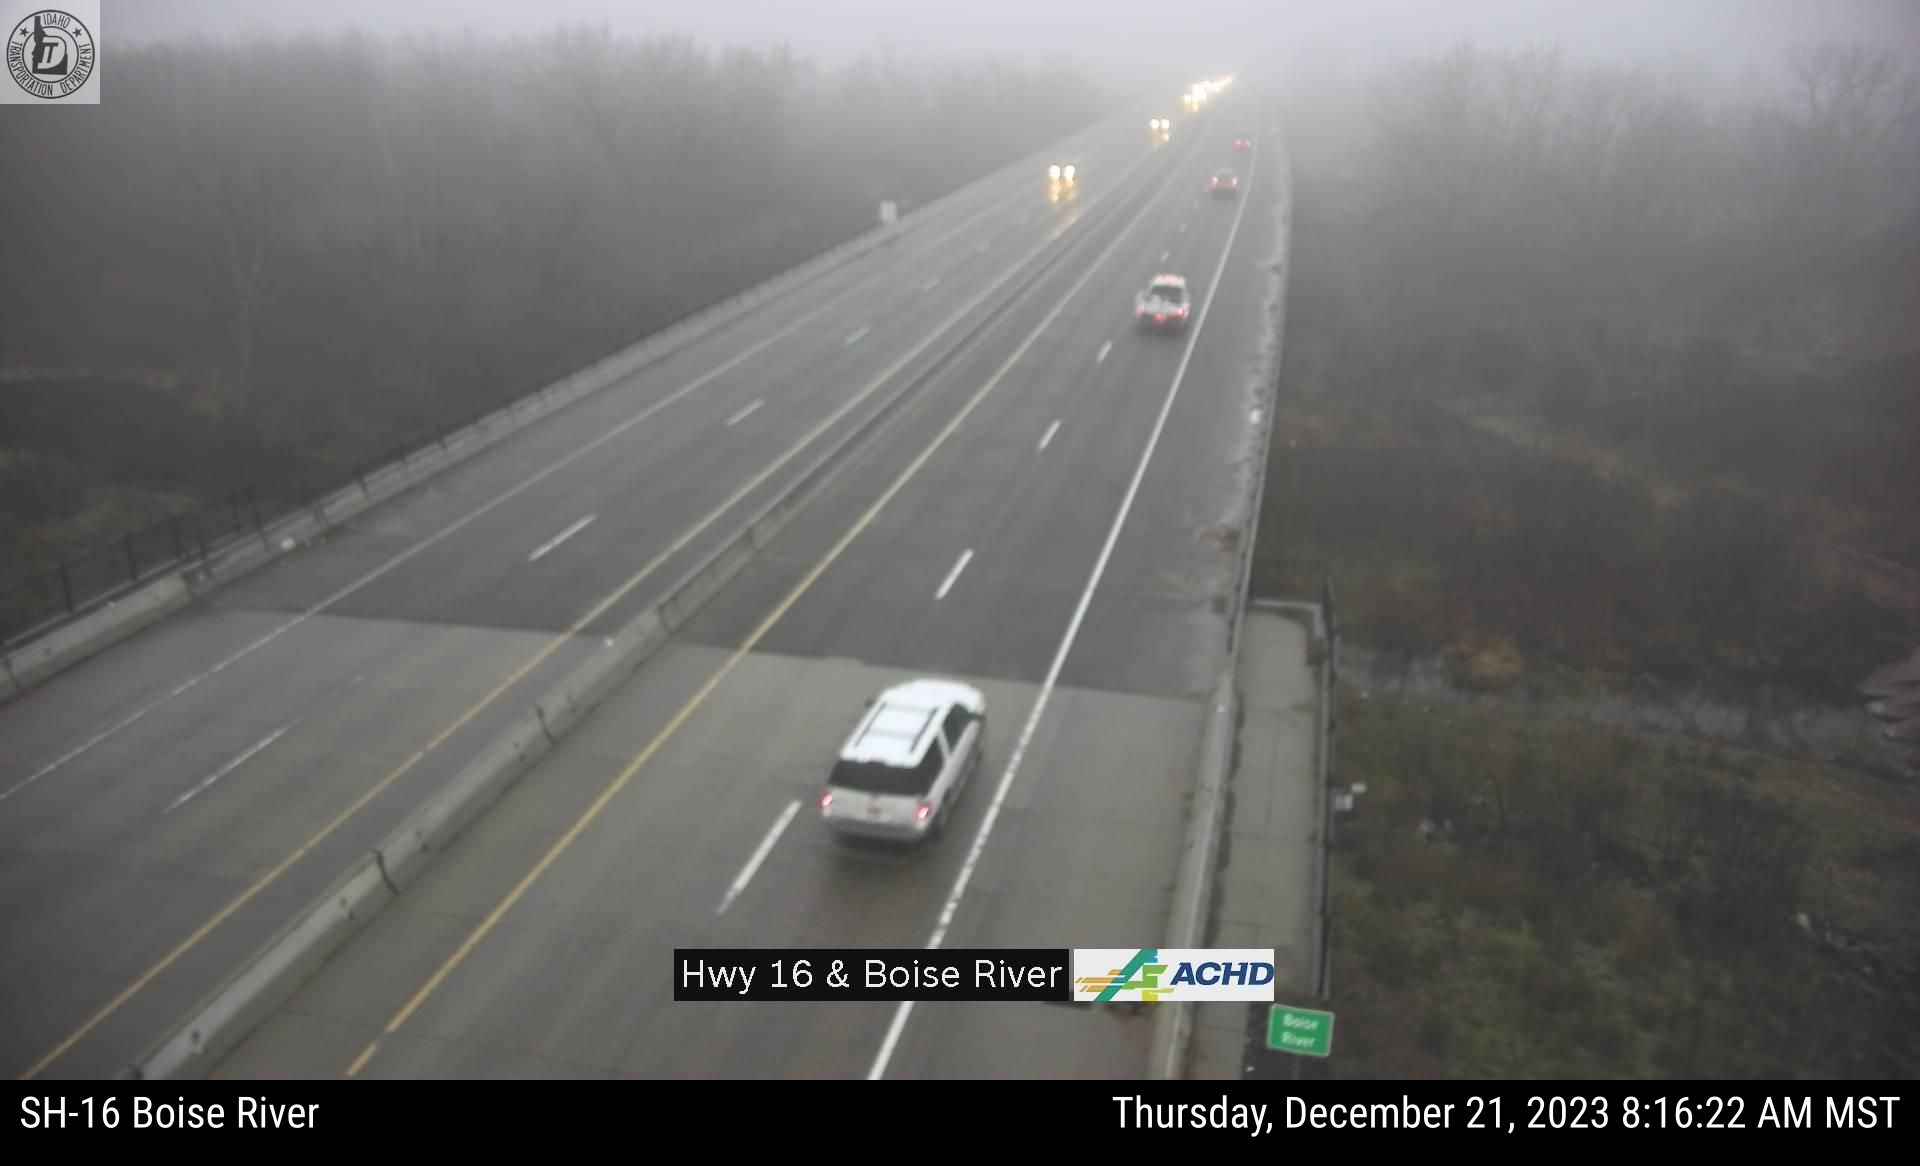 IDAHO
TRANSPORTATION DEPARTMENT
Hwy 16 & Boise River
ACHD
Boise
River
SH-16 Boise River
Thursday, December 21, 2023 8:16:22 AM MST